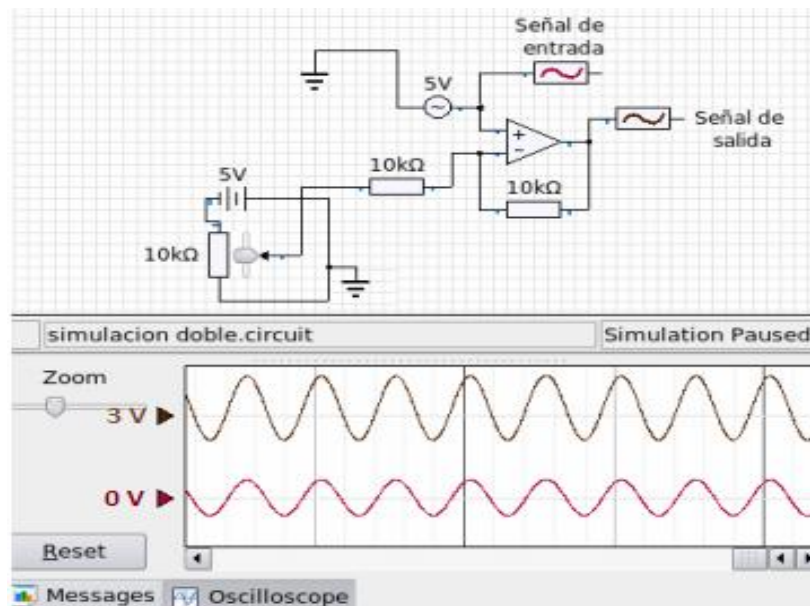 Señal de
entrada
5V
Señal de
salida
+
−
10kΩ
10kΩ
5V
10kΩ
simulacion doble.circuit
Simulation Paused
Zoom
3 V
0 V
Reset
Messages
Oscilloscope